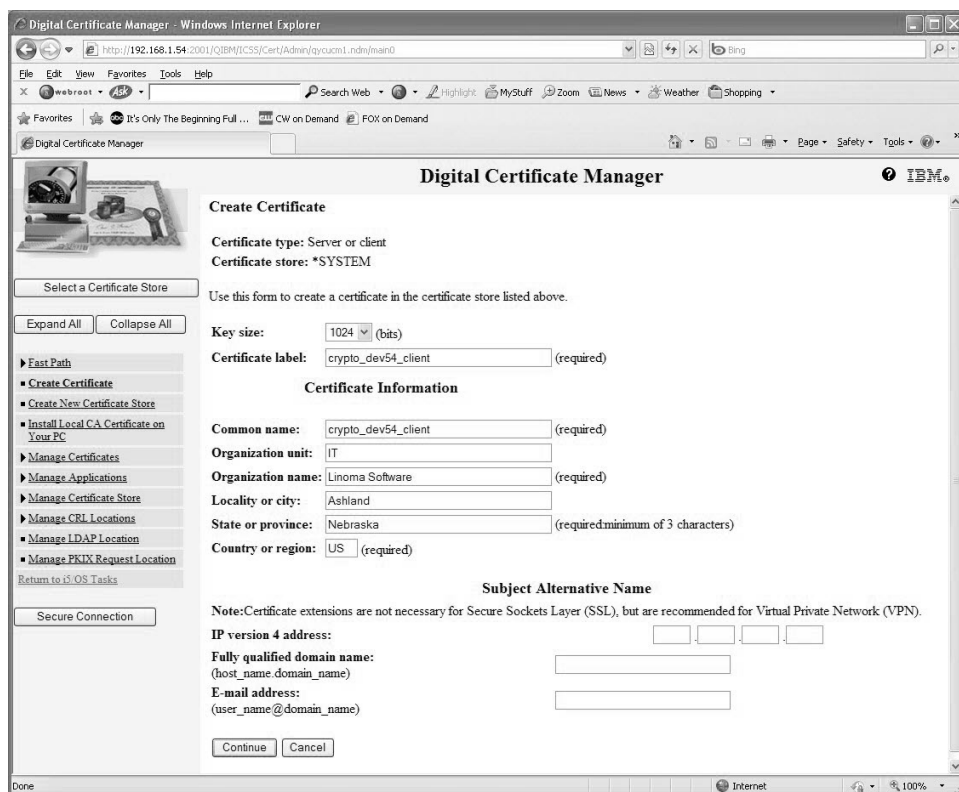 Digital Certificate Manager - Windows Internet Explorer
http://192.168.1.54:2001/QIBM/ICSS/Cert/Admin/qycucm1.ndm/main0
Bing
File Edit View Favorites Tools Help
webroot Ask Search Web Highlight MyStuff Zoom News Weather Shopping
Favorites abc It's Only The Beginning Full ... CW on Demand FOX on Demand
Digital Certificate Manager
Page Safety Tools
Digital Certificate Manager
IBM®
Select a Certificate Store
Expand All Collapse All
Fast Path
Create Certificate
Create New Certificate Store
Install Local CA Certificate on
Your PC
Manage Certificates
Manage Applications
Manage Certificate Store
Manage CRL Locations
Manage LDAP Location
Manage PKIX Request Location
Return to i5/OS Tasks
Secure Connection
Create Certificate
Certificate type: Server or client
Certificate store: *SYSTEM
Use this form to create a certificate in the certificate store listed above.
Key size: 1024 (bits)
Certificate label: crypto_dev54_client (required)
Certificate Information
Common name: crypto_dev54_client (required)
Organization unit: IT
Organization name: Linoma Software (required)
Locality or city: Ashland
State or province: Nebraska (required:minimum of 3 characters)
Country or region: US (required)
Subject Alternative Name
Note:Certificate extensions are not necessary for Secure Sockets Layer (SSL), but are recommended for Virtual Private Network (VPN).
IP version 4 address: . . .
Fully qualified domain name:
(host_name.domain_name)
E-mail address:
(user_name@domain_name)
Continue Cancel
Done Internet 100%